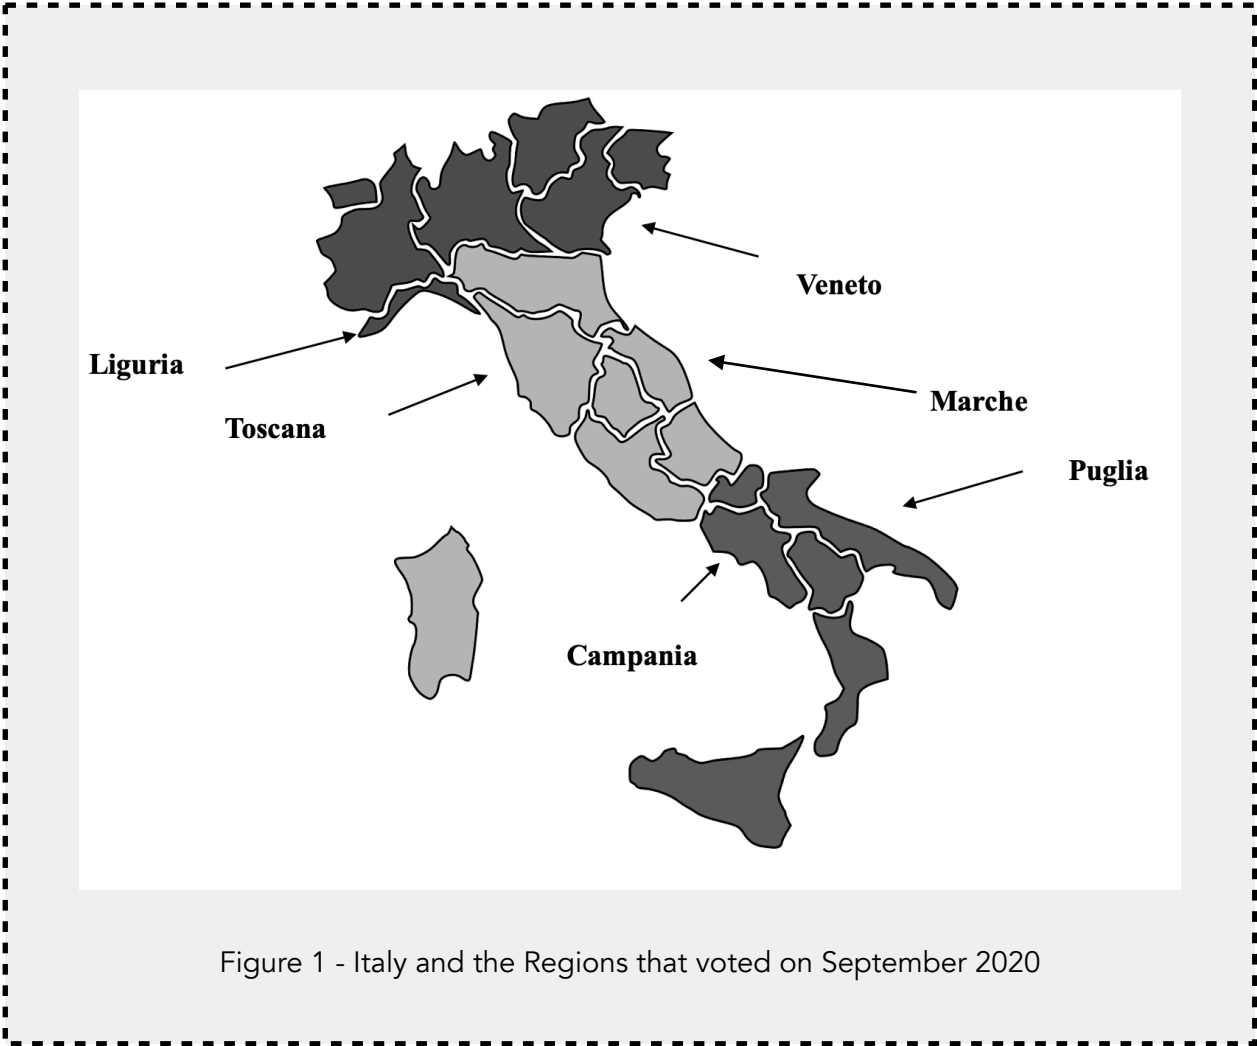 Veneto
Liguria
Marche
Toscana
Puglia
Campania
Figure 1 - Italy and the Regions that voted on September 2020